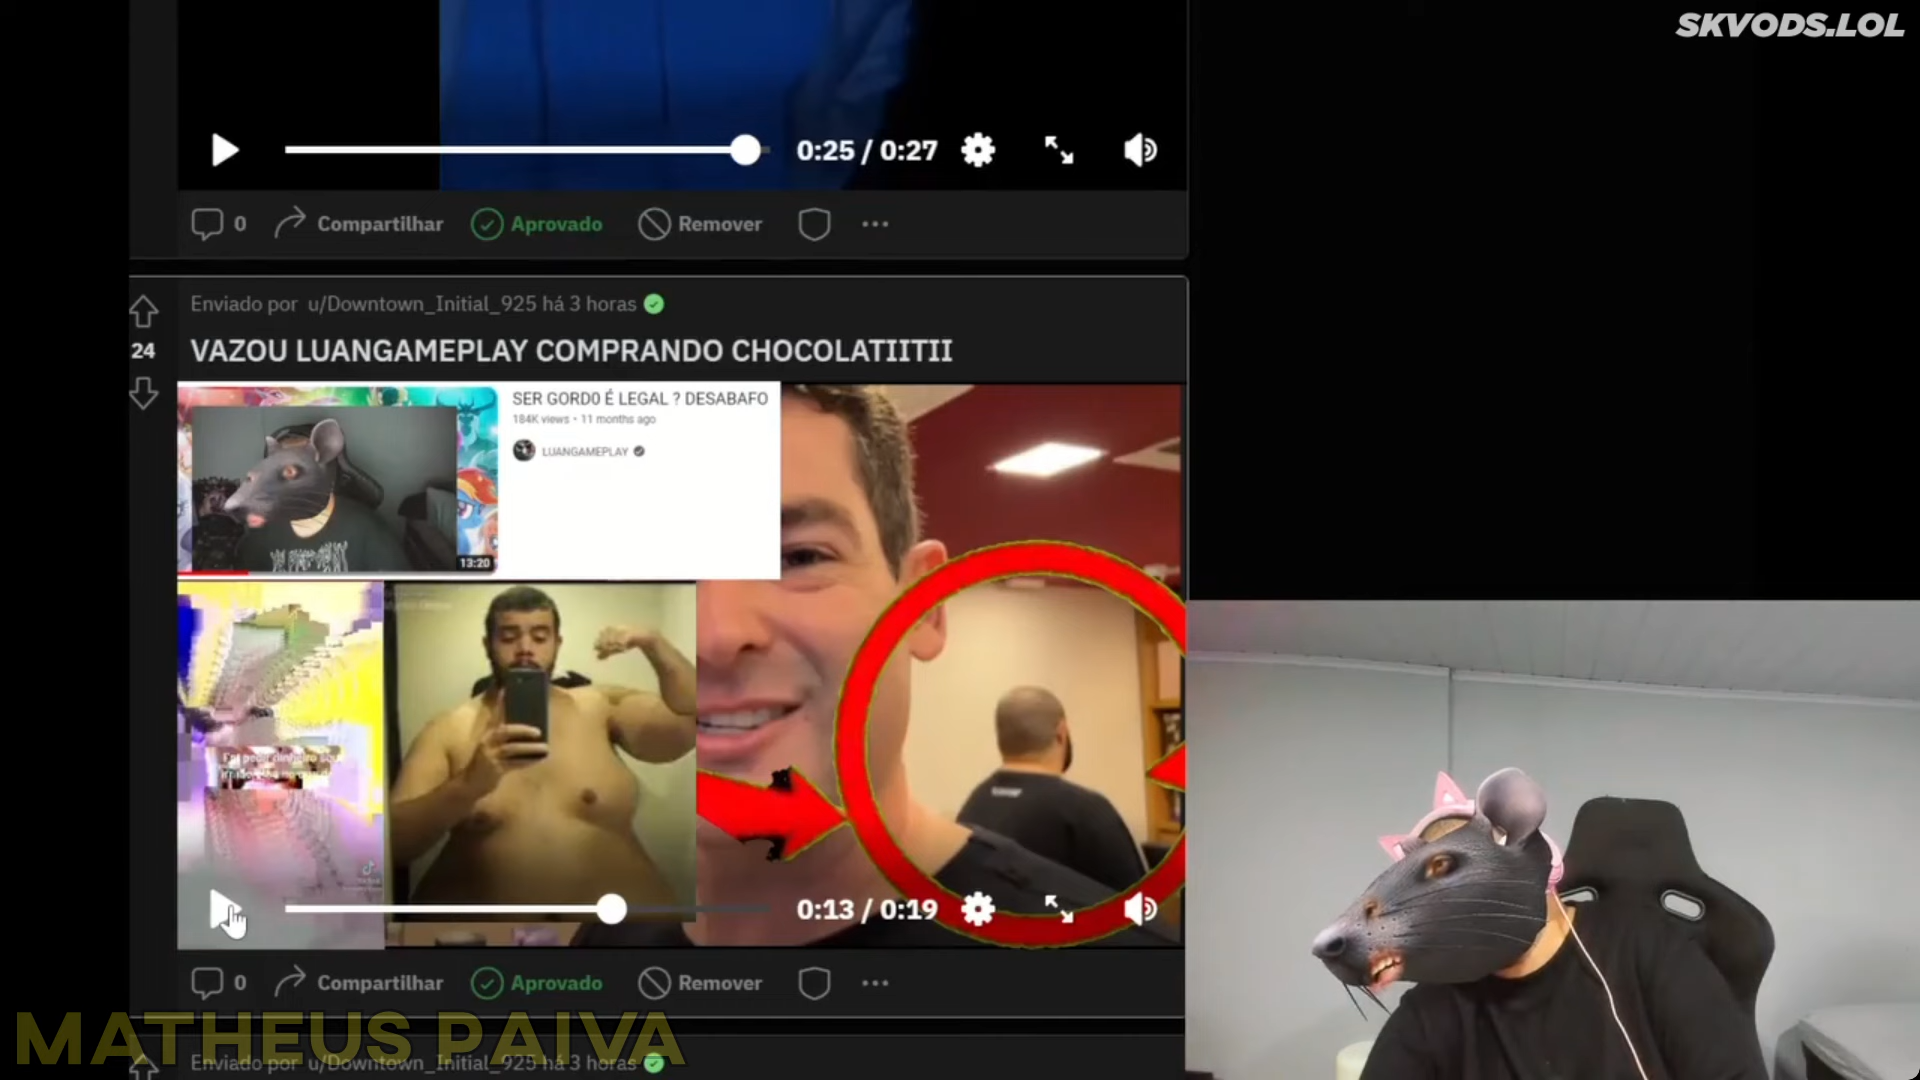 SKVODS.LOL
0:25 / 0:27
0 Compartilhar Aprovado Remover
Enviado por u/Downtown_Initial_925 há 3 horas
24
VAZOU LUANGAMEPLAY COMPRANDO CHOCOLATIITII
SER GORD0 É LEGAL ? DESABAFO
184K views • 11 months ago
LUANGAMEPLAY
13:20
0:13 / 0:19
0 Compartilhar Aprovado Remover
MATHEUS PAIVA
Enviado por u/Downtown_Initial_925 há 3 horas